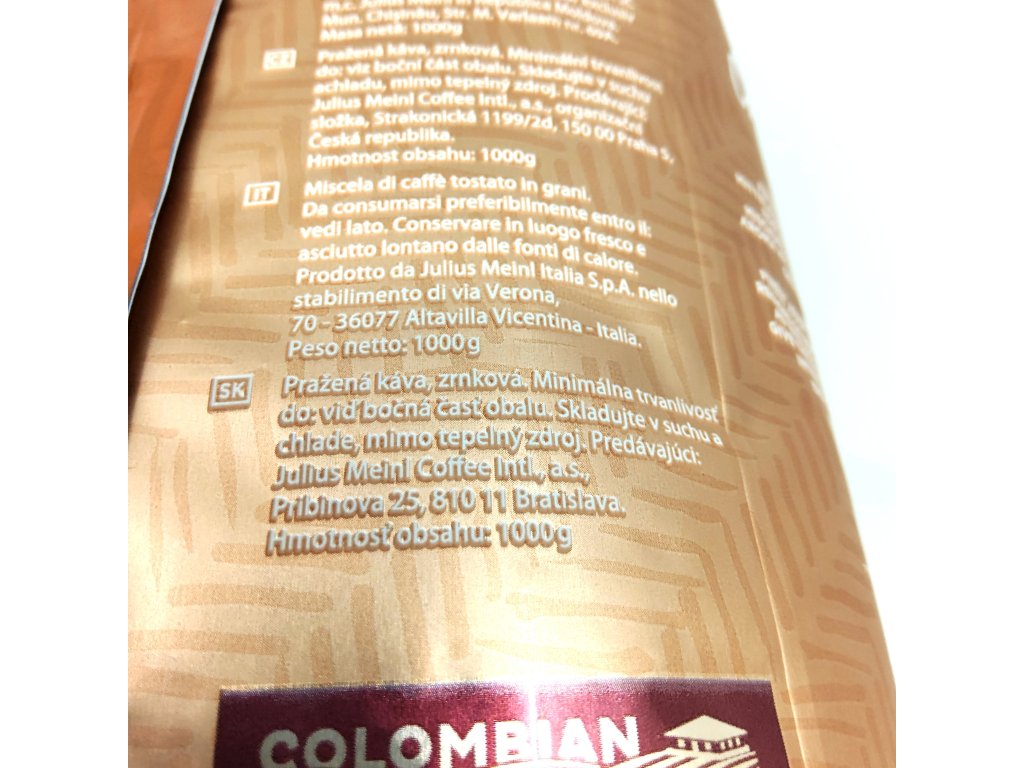 Mun. Chișinău, Str. M. Varlaam nr. 69A.
Masa netă: 1000g
CZ
Pražená káva, zrnková. Minimální trvanlivost
do: viz boční část obalu. Skladujte v suchu
achladu, mimo tepelný zdroj. Prodávající:
Julius Meinl Coffee Intl., a.s., organizační
složka, Strakonická 1199/2d, 150 00 Praha 5,
Česká republika.
Hmotnost obsahu: 1000g
IT
Miscela di caffè tostato in grani.
Da consumarsi preferibilmente entro il:
vedi lato. Conservare in luogo fresco e
asciutto lontano dalle fonti di calore.
Prodotto da Julius Meinl Italia S.p.A. nello
stabilimento di via Verona,
70 - 36077 Altavilla Vicentina - Italia.
Peso netto: 1000g
SK
Pražená káva, zrnková. Minimálna trvanlivosť
do: viď bočná časť obalu. Skladujte v suchu a
chlade, mimo tepelný zdroj. Predávajúci:
Julius Meinl Coffee Intl., a.s.,
Pribinova 25, 810 11 Bratislava.
Hmotnosť obsahu: 1000g
COLOMBIAN